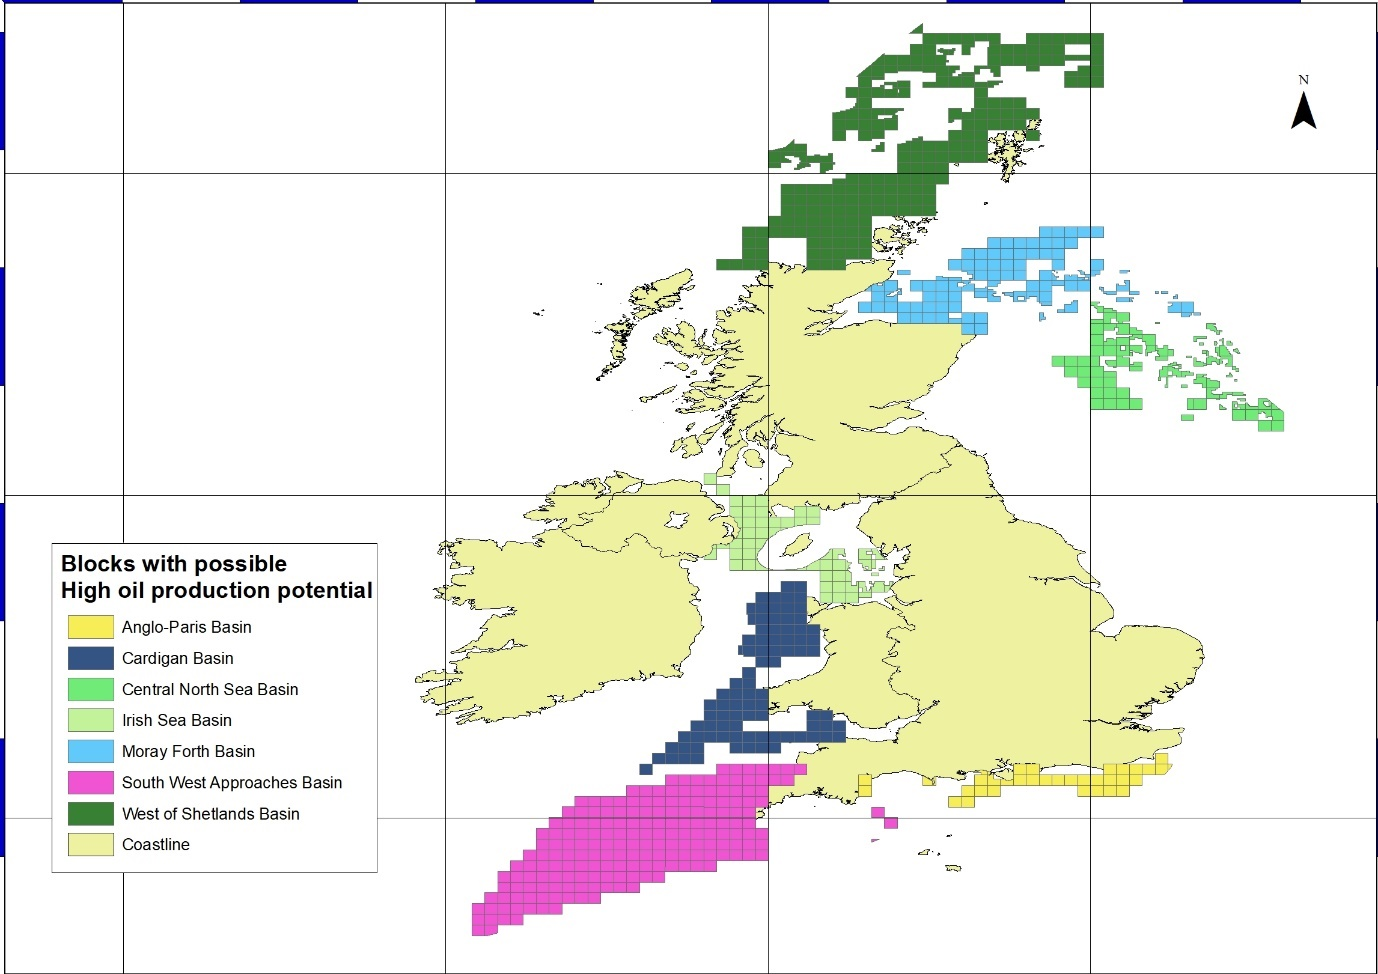 N
Blocks with possible
High oil production potential
Anglo-Paris Basin
Cardigan Basin
Central North Sea Basin
Irish Sea Basin
Moray Forth Basin
South West Approaches Basin
West of Shetlands Basin
Coastline